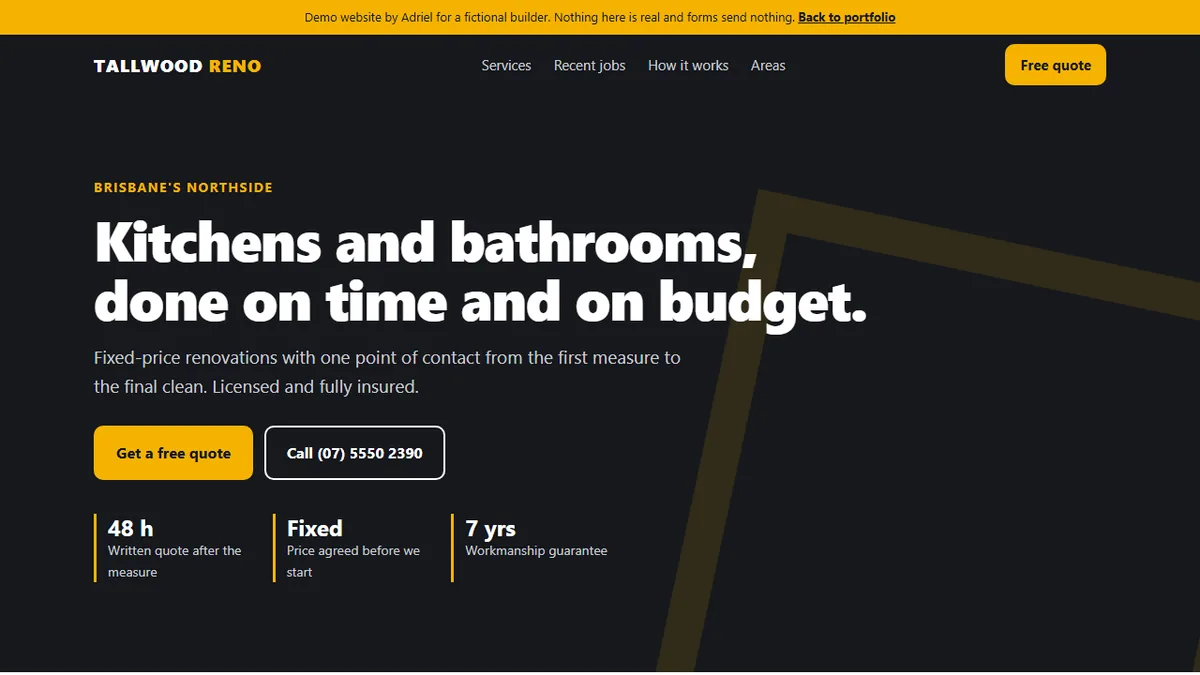 Demo website by Adriel for a fictional builder. Nothing here is real and forms send nothing. Back to portfolio
TALLWOOD RENO
Services
Recent jobs
How it works
Areas
Free quote
BRISBANE'S NORTHSIDE
Kitchens and bathrooms,
done on time and on budget.
Fixed-price renovations with one point of contact from the first measure to
the final clean. Licensed and fully insured.
Get a free quote
Call (07) 5550 2390
48 h
Written quote after the
measure
Fixed
Price agreed before we
start
7 yrs
Workmanship guarantee